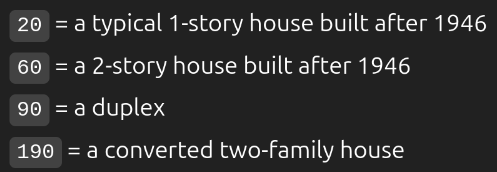 20 = a typical 1-story house built after 1946
60 = a 2-story house built after 1946
90 = a duplex
190 = a converted two-family house